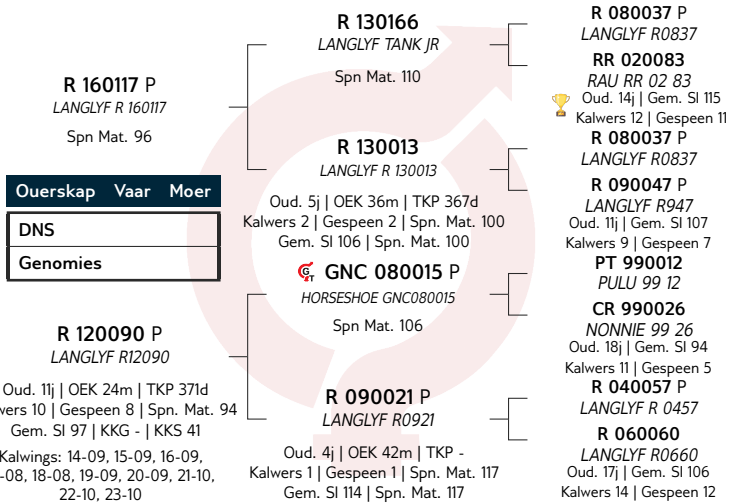 R 160117 P
LANGLYF R 160117
Spn Mat. 96
Ouerskap Vaar Moer
DNS
Genomies
R 120090 P
LANGLYF R12090
Oud. 11j | OEK 24m | TKP 371d
wers 10 | Gespeen 8 | Spn. Mat. 94
Gem. SI 97 | KKG - | KKS 41
Kalwings: 14-09, 15-09, 16-09,
-08, 18-08, 19-09, 20-09, 21-10,
22-10, 23-10
R 130166
LANGLYF TANK JR
Spn Mat. 110
R 130013
LANGLYF R 130013
Oud. 5j | OEK 36m | TKP 367d
Kalwers 2 | Gespeen 2 | Spn. Mat. 100
Gem. SI 106 | Spn. Mat. 100
GT GNC 080015 P
HORSESHOE GNC080015
Spn Mat. 106
R 090021 P
LANGLYF R0921
Oud. 4j | OEK 42m | TKP -
Kalwers 1 | Gespeen 1 | Spn. Mat. 117
Gem. SI 114 | Spn. Mat. 117
R 080037 P
LANGLYF R0837
RR 020083
RAU RR 02 83
Oud. 14j | Gem. SI 115
Kalwers 12 | Gespeen 11
R 080037 P
LANGLYF R0837
R 090047 P
LANGLYF R947
Oud. 11j | Gem. SI 107
Kalwers 9 | Gespeen 7
PT 990012
PULU 99 12
CR 990026
NONNIE 99 26
Oud. 18j | Gem. SI 94
Kalwers 11 | Gespeen 5
R 040057 P
LANGLYF R 0457
R 060060
LANGLYF R0660
Oud. 17j | Gem. SI 106
Kalwers 14 | Gespeen 12